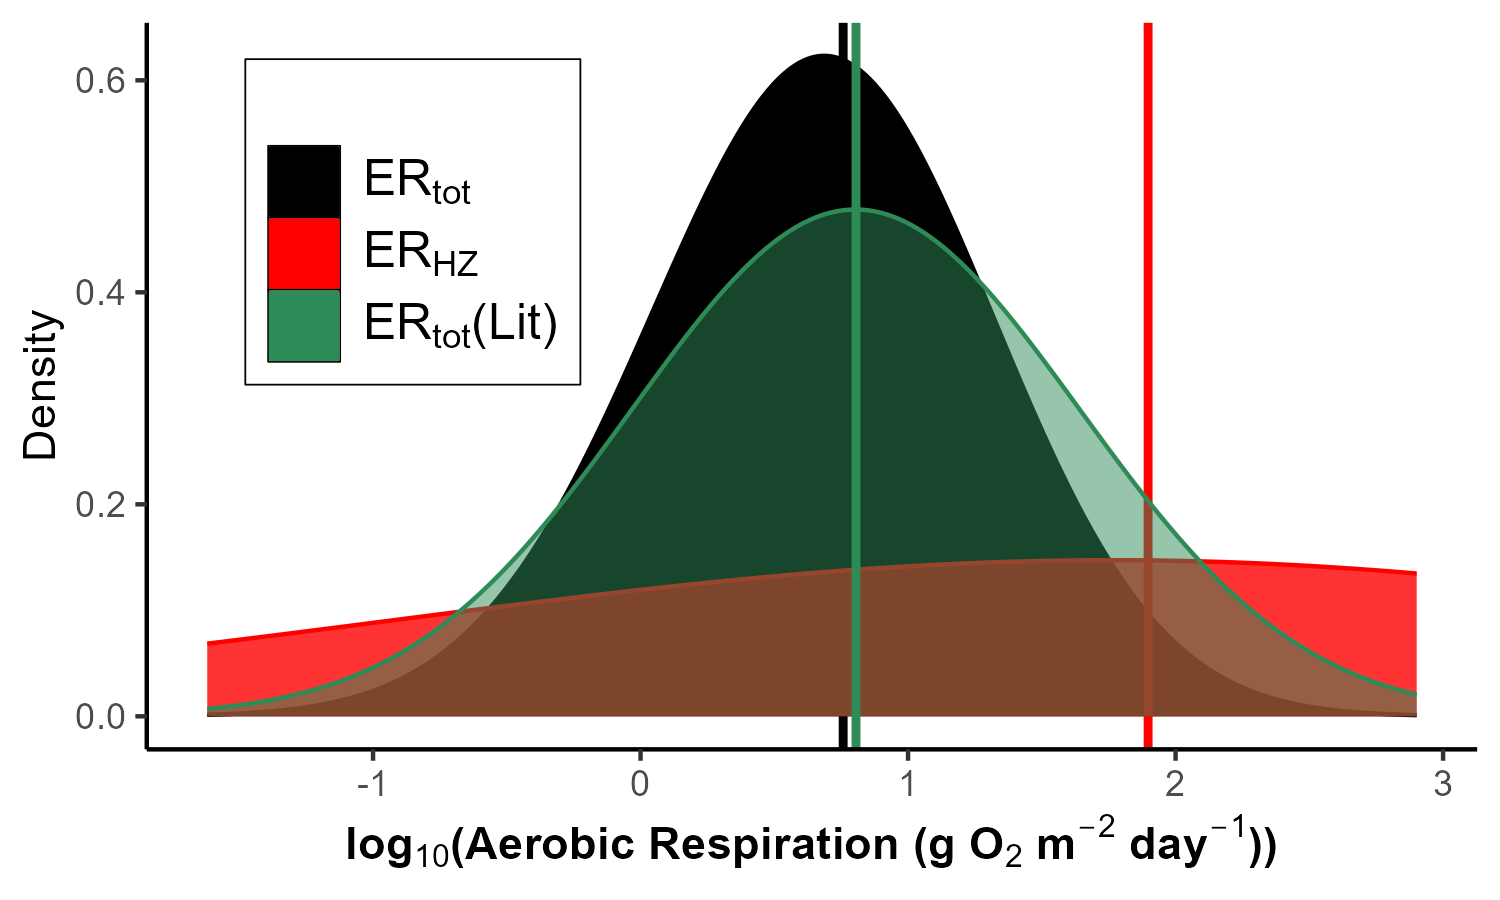 ERtot
ERHZ
ERtot(Lit)
0.6
0.4
0.2
0.0
Density
-1 0 1 2 3
log10(Aerobic Respiration (g O2 m−2 day−1))